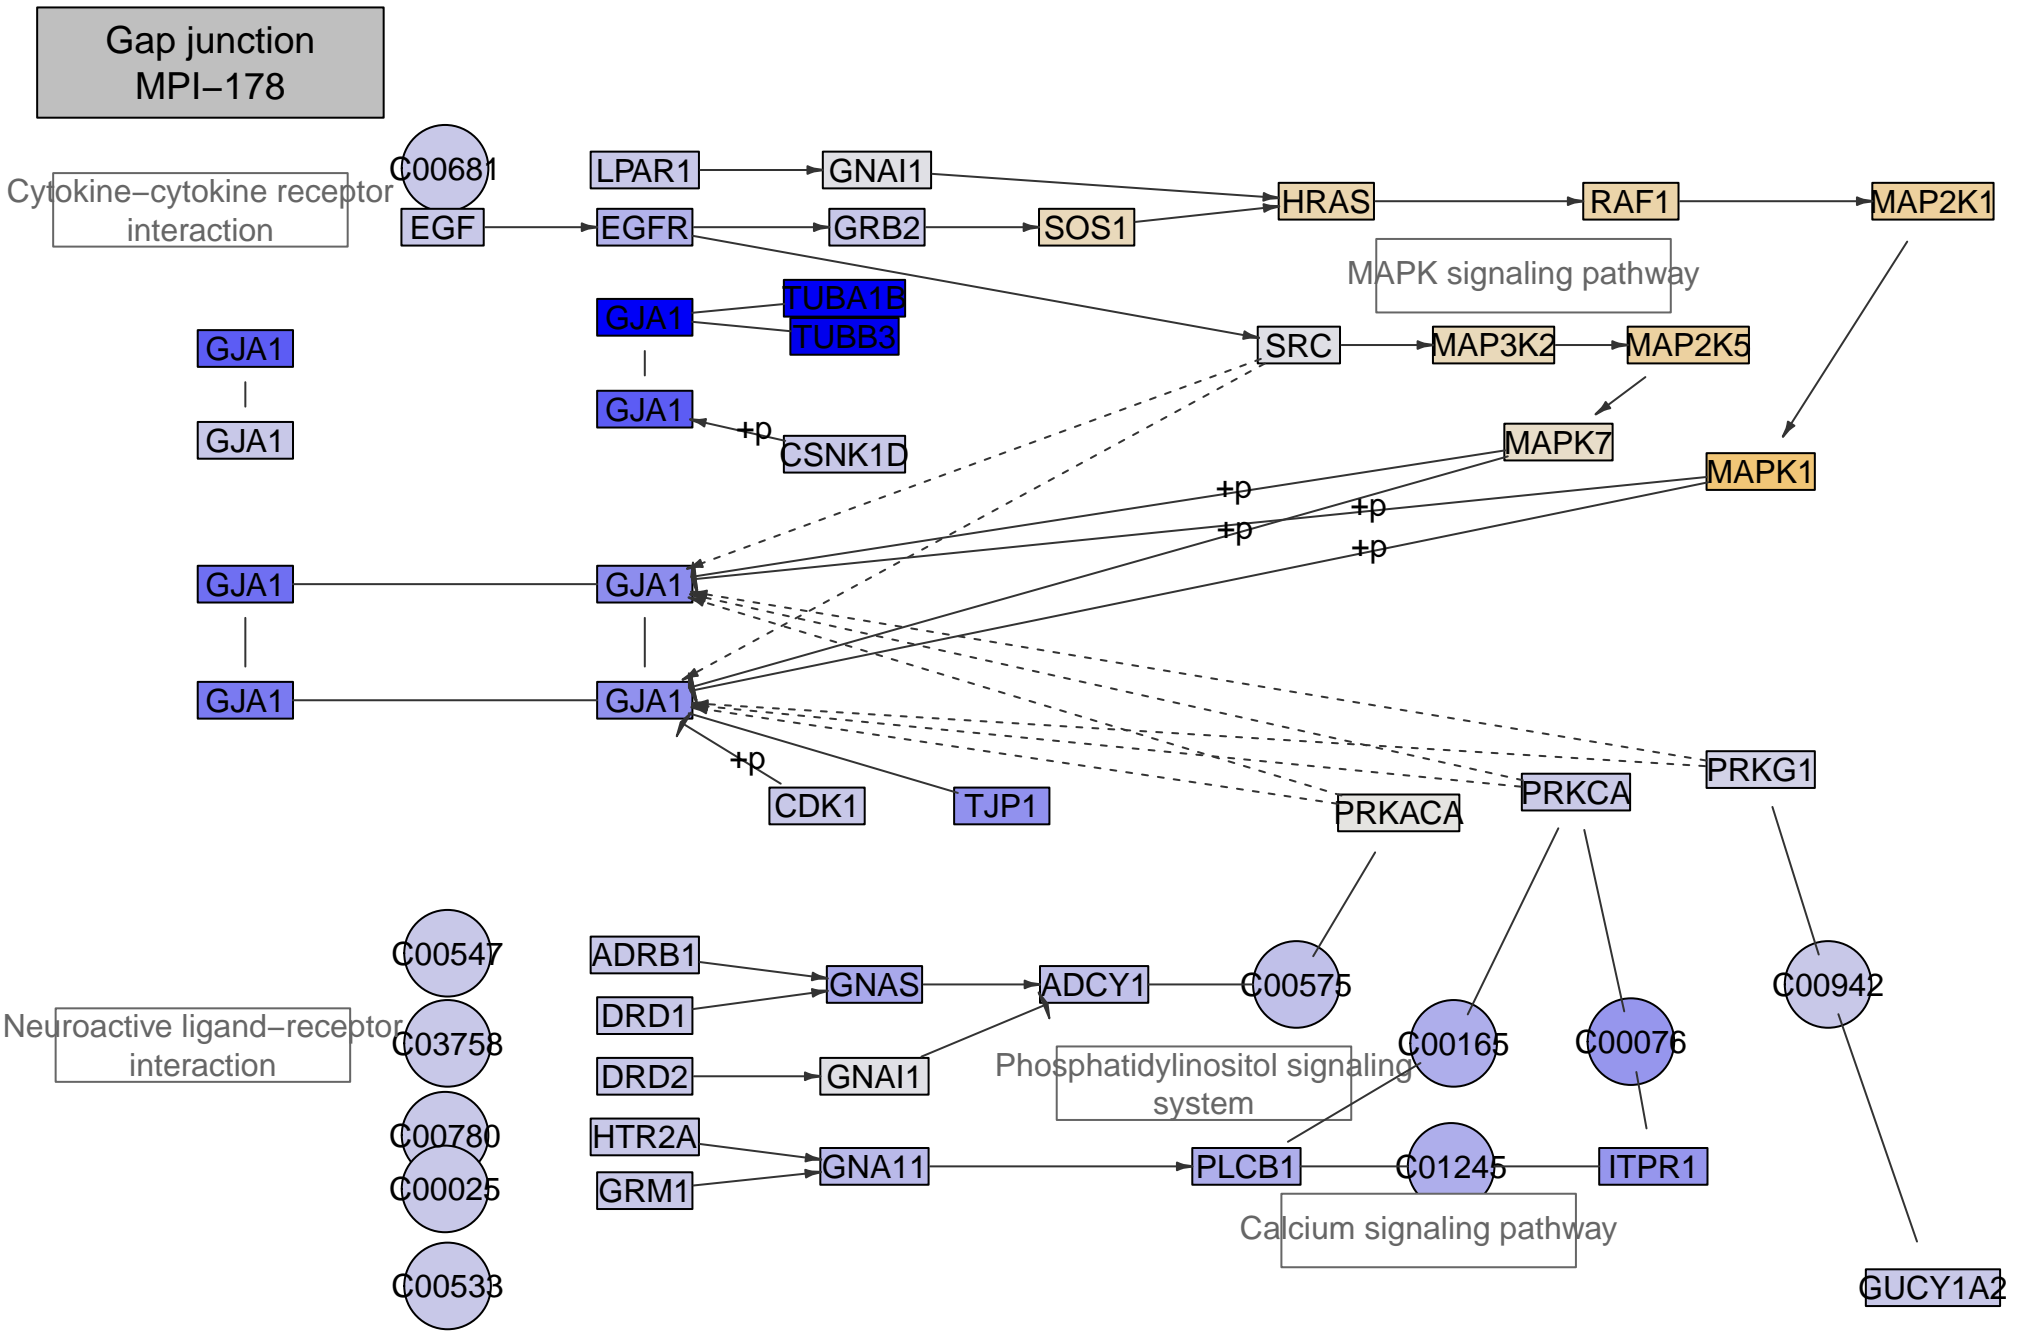 Gap junction
MPI−178
C00681
LPAR1
GNAI1
Cytokine−cytokine receptor
interaction
HRAS
RAF1
MAP2K1
EGF
EGFR
GRB2
SOS1
MAPK signaling pathway
TUBA1B
GJA1
TUBB3
GJA1
SRC
MAP3K2
MAP2K5
GJA1
+p
GJA1
CSNK1D
MAPK7
MAPK1
+p
+p
+p
+p
GJA1
GJA1
GJA1
GJA1
+p
CDK1
TJP1
PRKACA
PRKCA
PRKG1
C00547
ADRB1
GNAS
ADCY1
C00575
C00942
Neuroactive ligand−receptor
interaction
C03758
DRD1
C00165
C00076
DRD2
GNAI1
Phosphatidylinositol signaling
system
C00780
HTR2A
GNA11
PLCB1
C01245
ITPR1
C00025
GRM1
Calcium signaling pathway
C00533
GUCY1A2